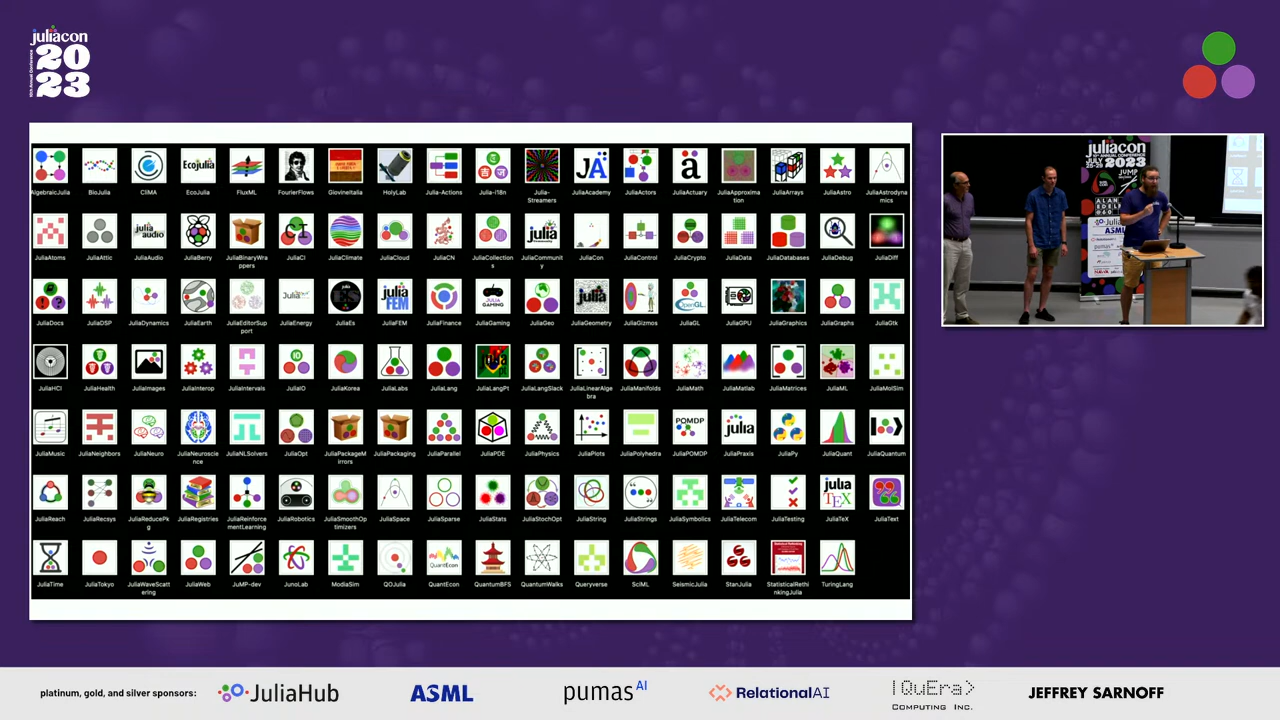 juliacon
20
23
AlgebraicJulia BioJulia CliMA EcoJulia FluxML FourierFlows GiovineItalia HolyLab Julia-Actions Julia-i18n Julia-Streamers JuliaAcademy JuliaActors JuliaActuary JuliaApproximation JuliaArrays JuliaAstro JuliaAstrodynamics
JuliaAtoms JuliaAttic JuliaAudio JuliaBerry JuliaBinaryWrappers JuliaCI JuliaClimate JuliaCloud JuliaCN JuliaCollections JuliaCommunity JuliaCon JuliaControl JuliaCrypto JuliaData JuliaDatabases JuliaDebug JuliaDiff
JuliaDocs JuliaDSP JuliaDynamics JuliaEarth JuliaEditorSupport JuliaEnergy JuliaEs JuliaFEM JuliaFinance JuliaGaming JuliaGeo JuliaGeometry JuliaGizmos JuliaGL JuliaGPU JuliaGraphics JuliaGraphs JuliaGtk
JuliaHCI JuliaHealth JuliaImages JuliaInterop JuliaIntervals JuliaIO JuliaKorea JuliaLabs JuliaLang JuliaLangPt JuliaLangSlack JuliaLinearAlgebra JuliaManifolds JuliaMath JuliaMatlab JuliaMatrices JuliaML JuliaMolSim
JuliaMusic JuliaNeighbors JuliaNeuro JuliaNeuroscience JuliaNLSolvers JuliaOpt JuliaPackageMirrors JuliaPackaging JuliaParallel JuliaPDE JuliaPhysics JuliaPlots JuliaPolyhedra JuliaPOMDP JuliaPraxis JuliaPy JuliaQuant JuliaQuantum
JuliaReach JuliaRecsys JuliaReducePkg JuliaRegistries JuliaReinforcementLearning JuliaRobotics JuliaSmoothOptimizers JuliaSpace JuliaSparse JuliaStats JuliaStochOpt JuliaString JuliaStrings JuliaSymbolics JuliaTelecom JuliaTesting JuliaTeX JuliaText
JuliaTime JuliaTokyo JuliaWaveScattering JuliaWeb JuMP-dev JunoLab ModiaSim QOJulia QuantEcon QuantumBFS QuantumWalks Queryverse SciML SeismicJulia StanJulia StatisticalRethinkingJulia TuringLang
juliacon
2023
JuMP
ASML
platinum, gold, and silver sponsors: JuliaHub ASML pumas AI RelationalAI |QuEra> COMPUTING INC. JEFFREY SARNOFF